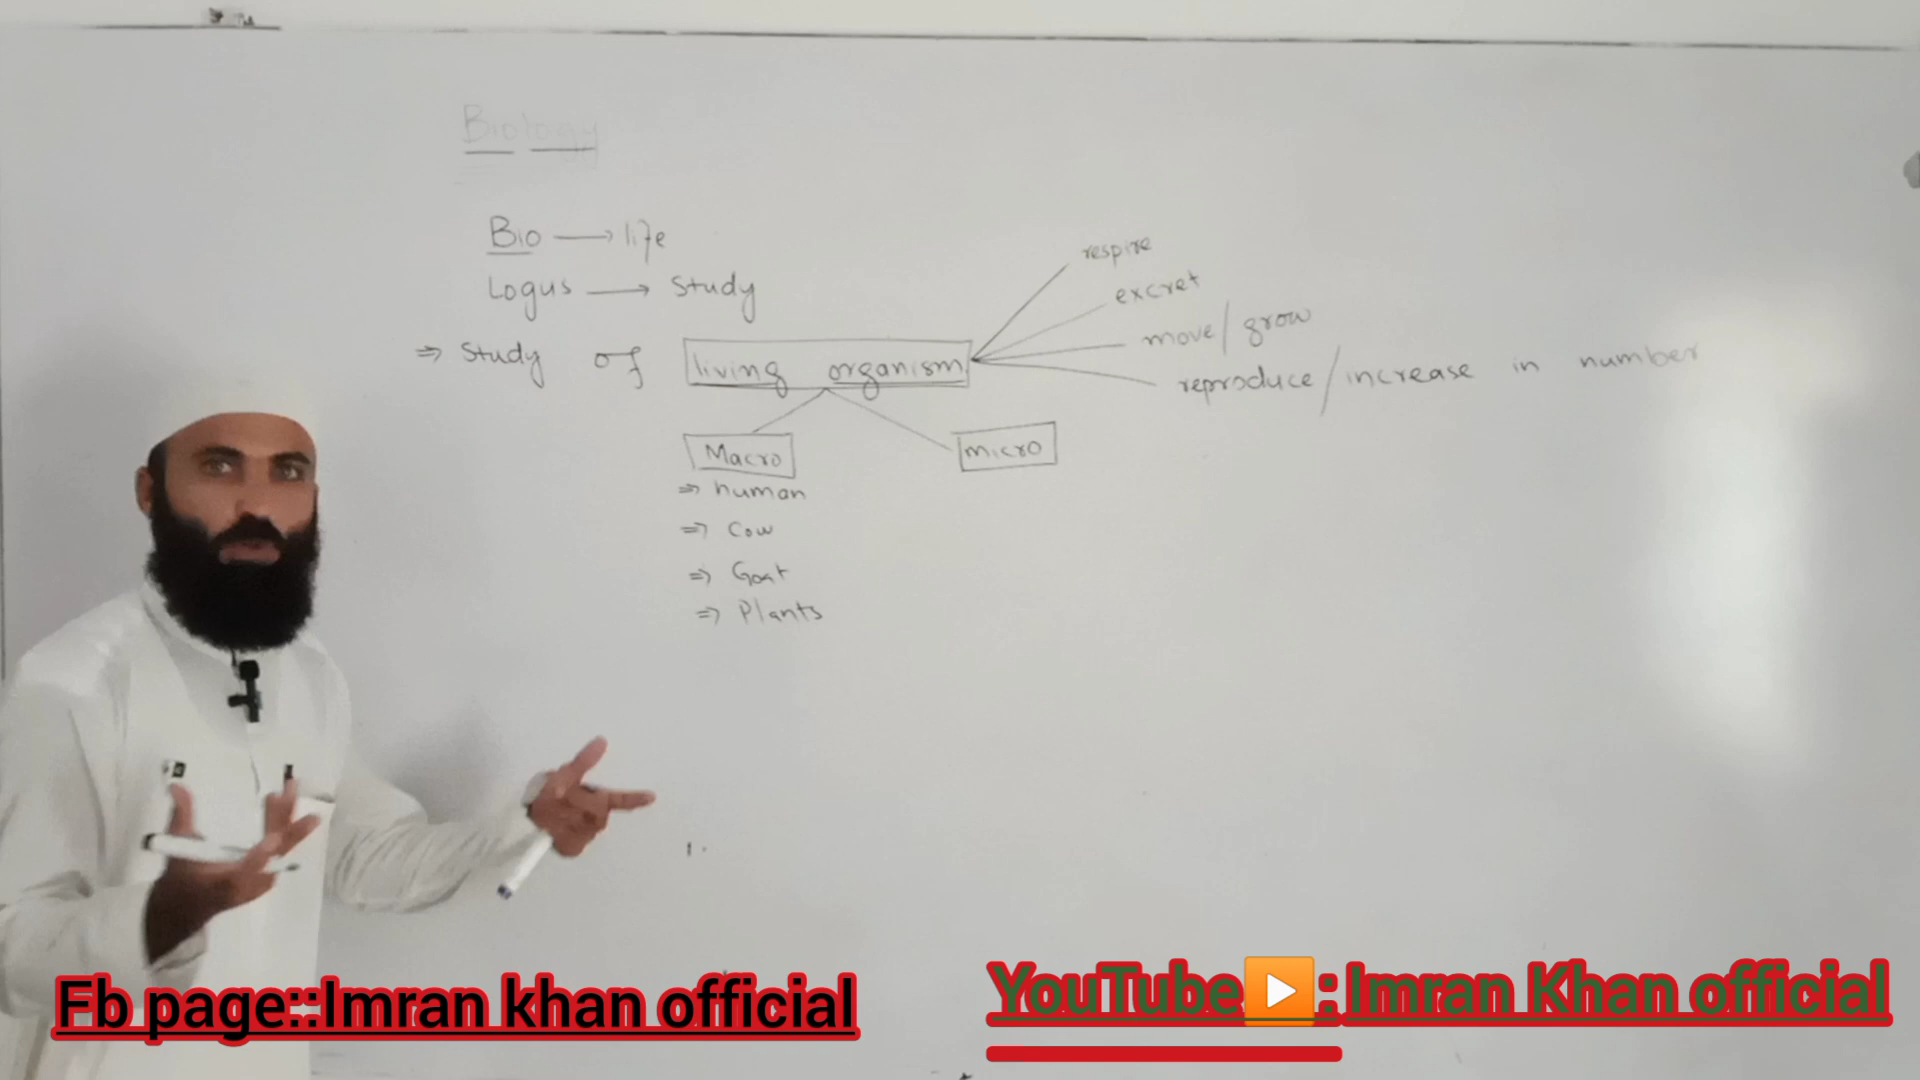 Biology
Bio → life
Logus → Study
⇒ Study of living organism
respire
excret
move/grow
reproduce/increase in number
Macro
⇒ human
⇒ Cow
⇒ Goat
⇒ Plants
micro
Fb page::Imran khan official
YouTube▶️:Imran Khan official